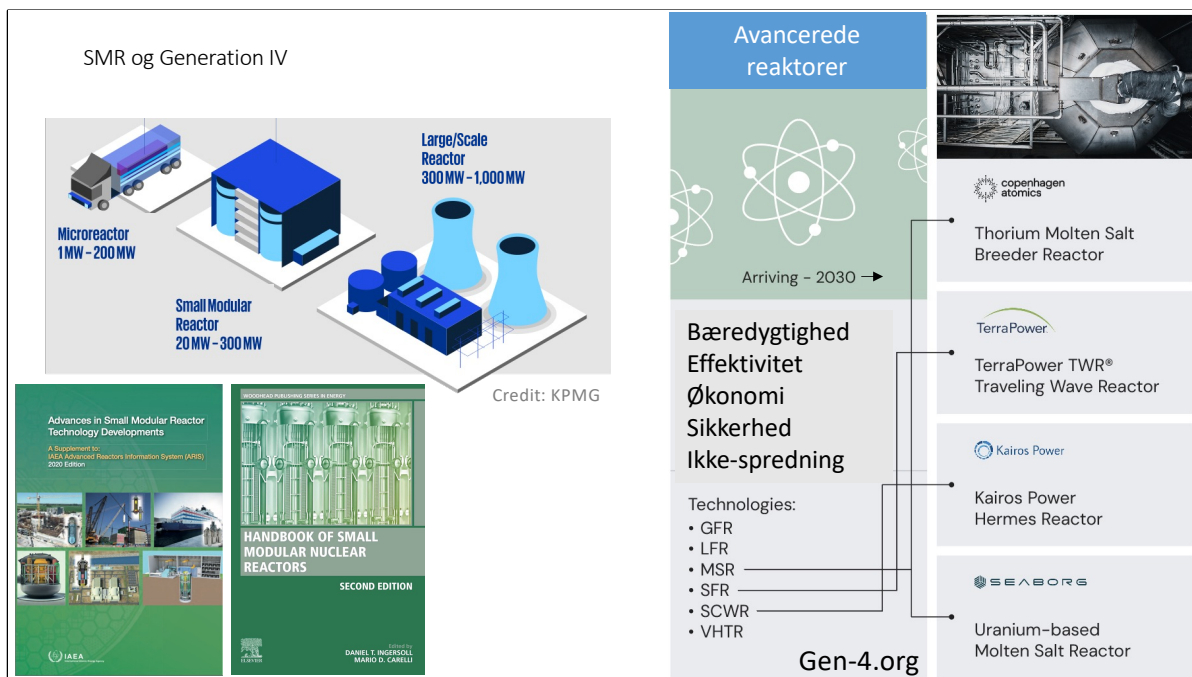 SMR og Generation IV
Microreactor
1 MW – 200 MW
Small Modular
Reactor
20 MW – 300 MW
Large/Scale
Reactor
300 MW – 1,000 MW
Credit: KPMG
Advances in Small Modular Reactor
Technology Developments
A Supplement to:
IAEA Advanced Reactors Information System (ARIS)
2020 Edition
IAEA
WOODHEAD PUBLISHING SERIES IN ENERGY
HANDBOOK OF SMALL
MODULAR NUCLEAR
REACTORS
SECOND EDITION
Edited by
DANIEL T. INGERSOLL
MARIO D. CARELLI
ELSEVIER
Avancerede
reaktorer
Arriving – 2030
Bæredygtighed
Effektivitet
Økonomi
Sikkerhed
Ikke-spredning
Technologies:
• GFR
• LFR
• MSR
• SFR
• SCWR
• VHTR
Gen-4.org
copenhagen
atomics
Thorium Molten Salt
Breeder Reactor
TerraPower
TerraPower TWR®
Traveling Wave Reactor
Kairos Power
Kairos Power
Hermes Reactor
SEABORG
Uranium-based
Molten Salt Reactor